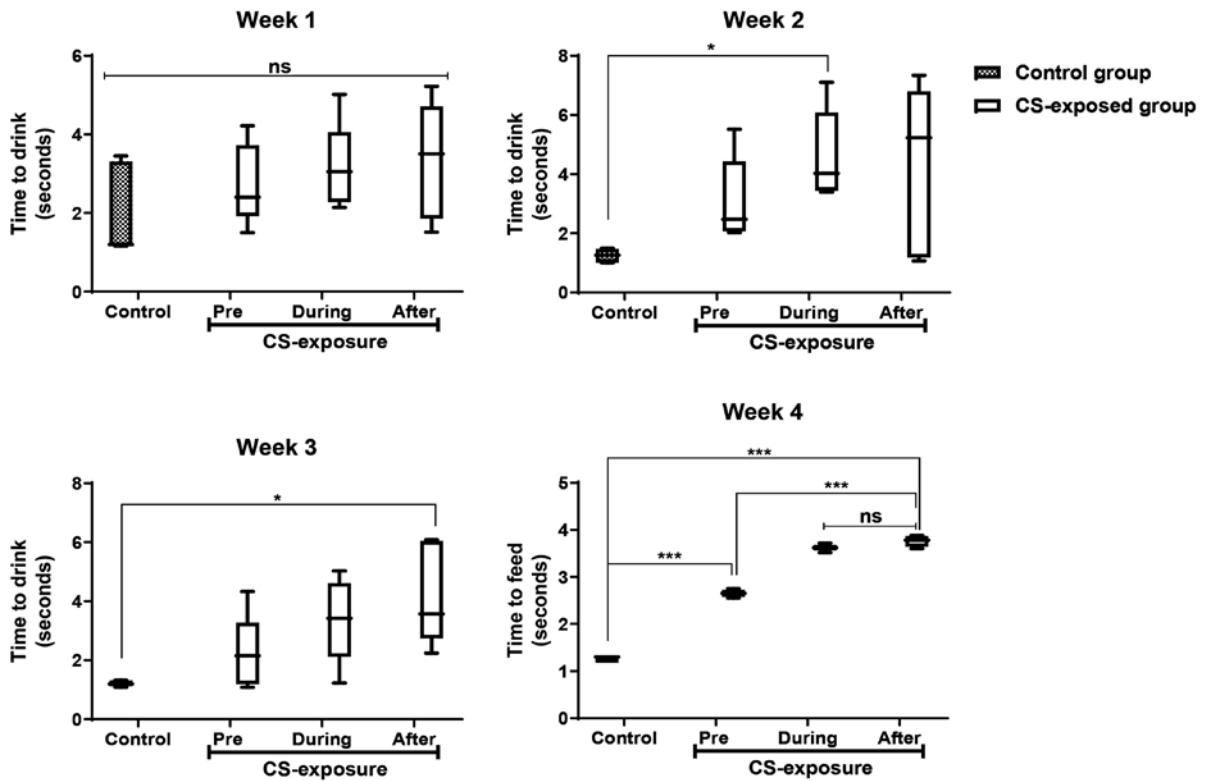 Week 1
Time to drink
(seconds)
6
4
2
0
ns
Control
Pre
During
After
CS-exposure
Week 2
Time to drink
(seconds)
8
6
4
2
0
*
Control
Pre
During
After
CS-exposure
Control group
CS-exposed group
Week 3
Time to drink
(seconds)
8
6
4
2
0
*
Control
Pre
During
After
CS-exposure
Week 4
Time to feed
(seconds)
5
4
3
2
1
0
***
***
ns
***
Control
Pre
During
After
CS-exposure